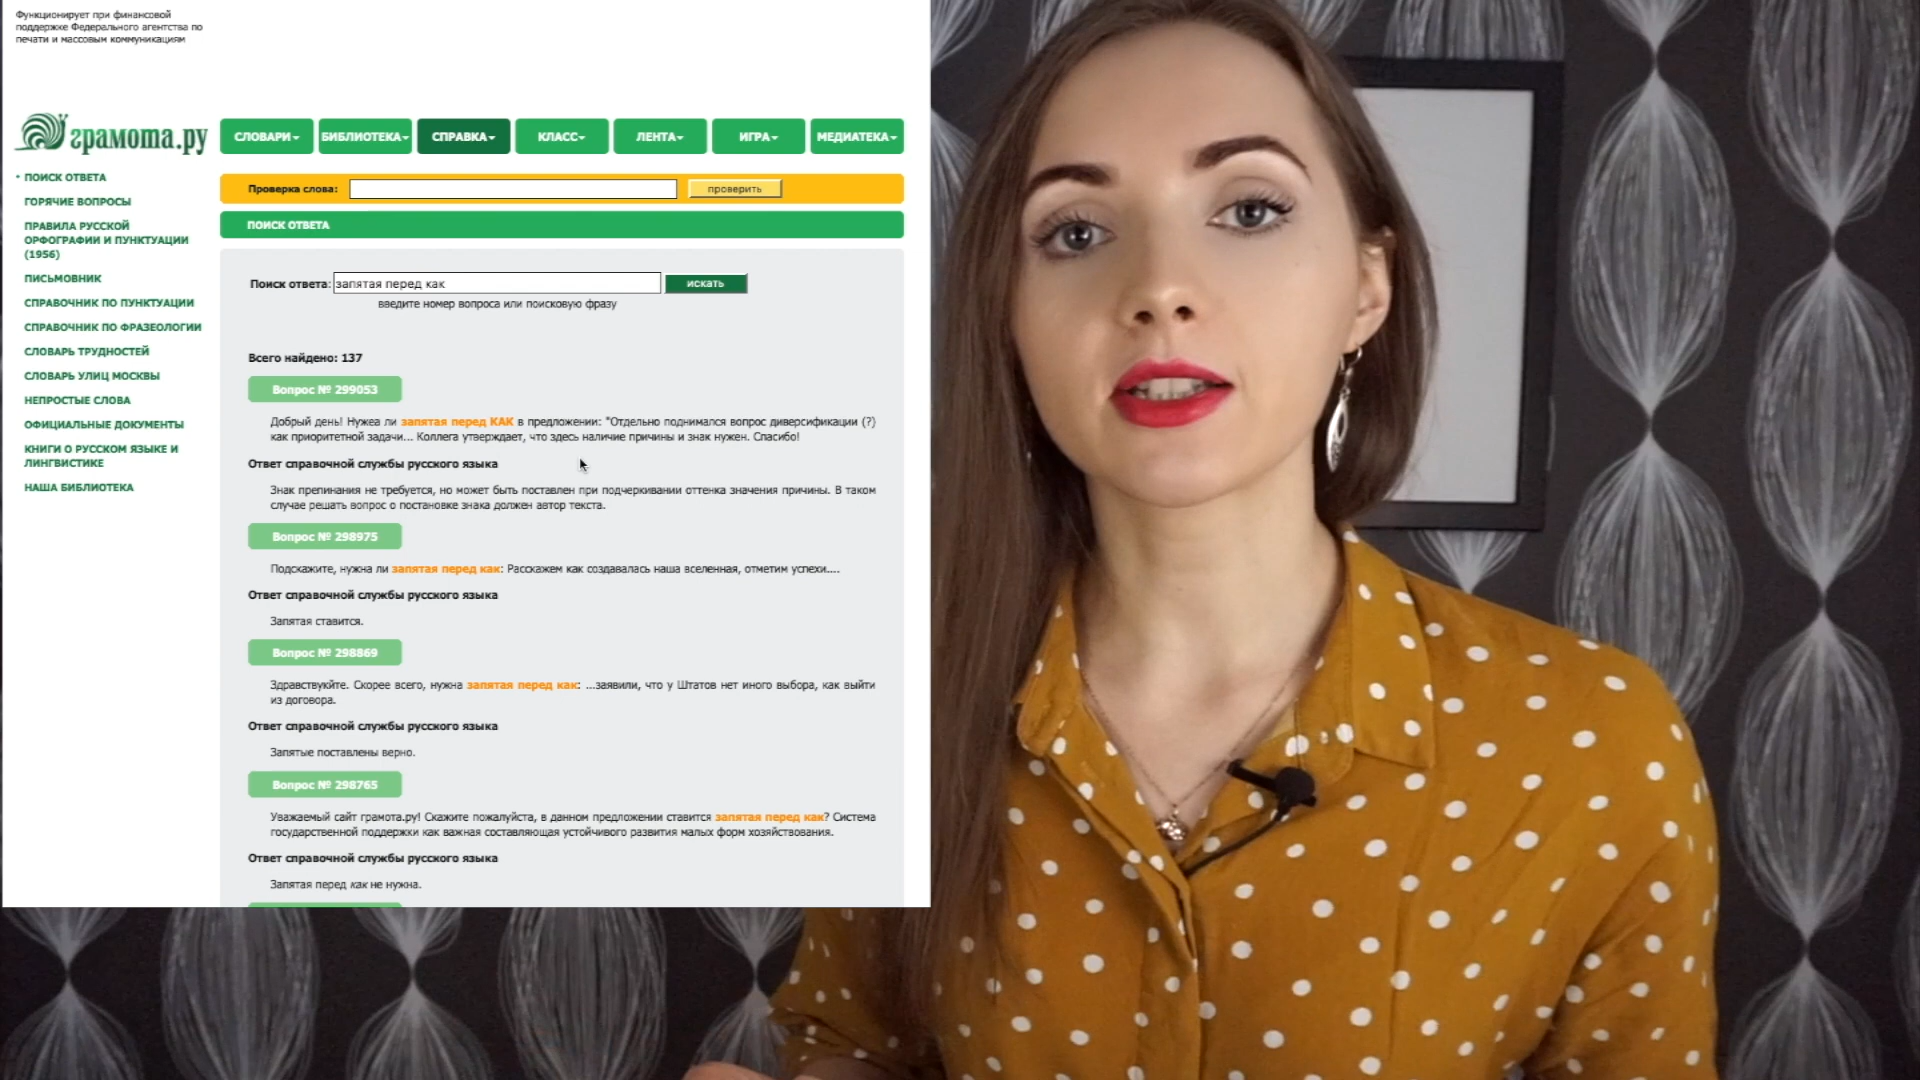 Функционирует при финансовой
поддержке Федерального агентства по
печати и массовым коммуникациям
грамота.ру
СЛОВАРИ БИБЛИОТЕКА СПРАВКА КЛАСС ЛЕНТА ИГРА МЕДИАТЕКА
ПОИСК ОТВЕТА
ГОРЯЧИЕ ВОПРОСЫ
ПРАВИЛА РУССКОЙ
ОРФОГРАФИИ И ПУНКТУАЦИИ
(1956)
ПИСЬМОВНИК
СПРАВОЧНИК ПО ПУНКТУАЦИИ
СПРАВОЧНИК ПО ФРАЗЕОЛОГИИ
СЛОВАРЬ ТРУДНОСТЕЙ
СЛОВАРЬ УЛИЦ МОСКВЫ
НЕПРОСТЫЕ СЛОВА
ОФИЦИАЛЬНЫЕ ДОКУМЕНТЫ
КНИГИ О РУССКОМ ЯЗЫКЕ И
ЛИНГВИСТИКЕ
НАША БИБЛИОТЕКА
Проверка слова: проверить
ПОИСК ОТВЕТА
Поиск ответа: запятая перед как искать
введите номер вопроса или поисковую фразу
Всего найдено: 137
Вопрос № 299053
Добрый день! Нужеа ли запятая перед КАК в предложении: "Отдельно поднимался вопрос диверсификации (?)
как приоритетной задачи... Коллега утверждает, что здесь наличие причины и знак нужен. Спасибо!
Ответ справочной службы русского языка
Знак препинания не требуется, но может быть поставлен при подчеркивании оттенка значения причины. В таком
случае решать вопрос о постановке знака должен автор текста.
Вопрос № 298975
Подскажите, нужна ли запятая перед как: Расскажем как создавалась наша вселенная, отметим успехи....
Ответ справочной службы русского языка
Запятая ставится.
Вопрос № 298869
Здравствукйте. Скорее всего, нужна запятая перед как: ...заявили, что у Штатов нет иного выбора, как выйти
из договора.
Ответ справочной службы русского языка
Запятые поставлены верно.
Вопрос № 298765
Уважаемый сайт грамота.ру! Скажите пожалуйста, в данном предложении ставится запятая перед как? Система
государственной поддержки как важная составляющая устойчивого развития малых форм хозяйствования.
Ответ справочной службы русского языка
Запятая перед как не нужна.